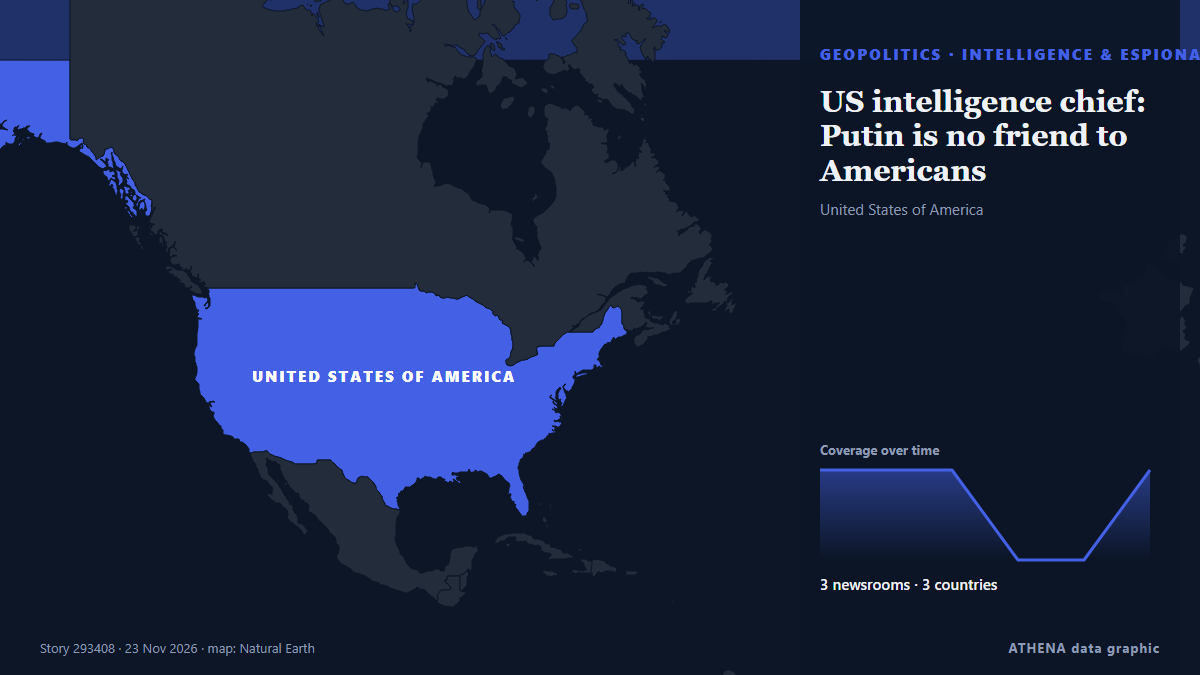 GEOPOLITICS · INTELLIGENCE & ESPIONA
US intelligence chief:
Putin is no friend to
Americans
United States of America
UNITED STATES OF AMERICA
Coverage over time
3 newsrooms · 3 countries
Story 293408 · 23 Nov 2026 · map: Natural Earth
ATHENA data graphic